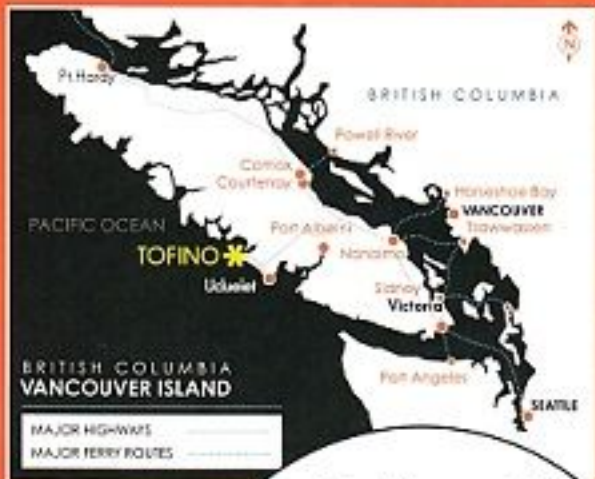 N
Pt.Hardy
BRITISH COLUMBIA
Powell River
Comox
Courtenay
Horseshoe Bay
VANCOUVER
Tsawwassen
PACIFIC OCEAN
Port Alberni
Nanaimo
TOFINO
Ucluelet
Sidney
Victoria
Port Angeles
SEATTLE
BRITISH COLUMBIA
VANCOUVER ISLAND
MAJOR HIGHWAYS
MAJOR FERRY ROUTES